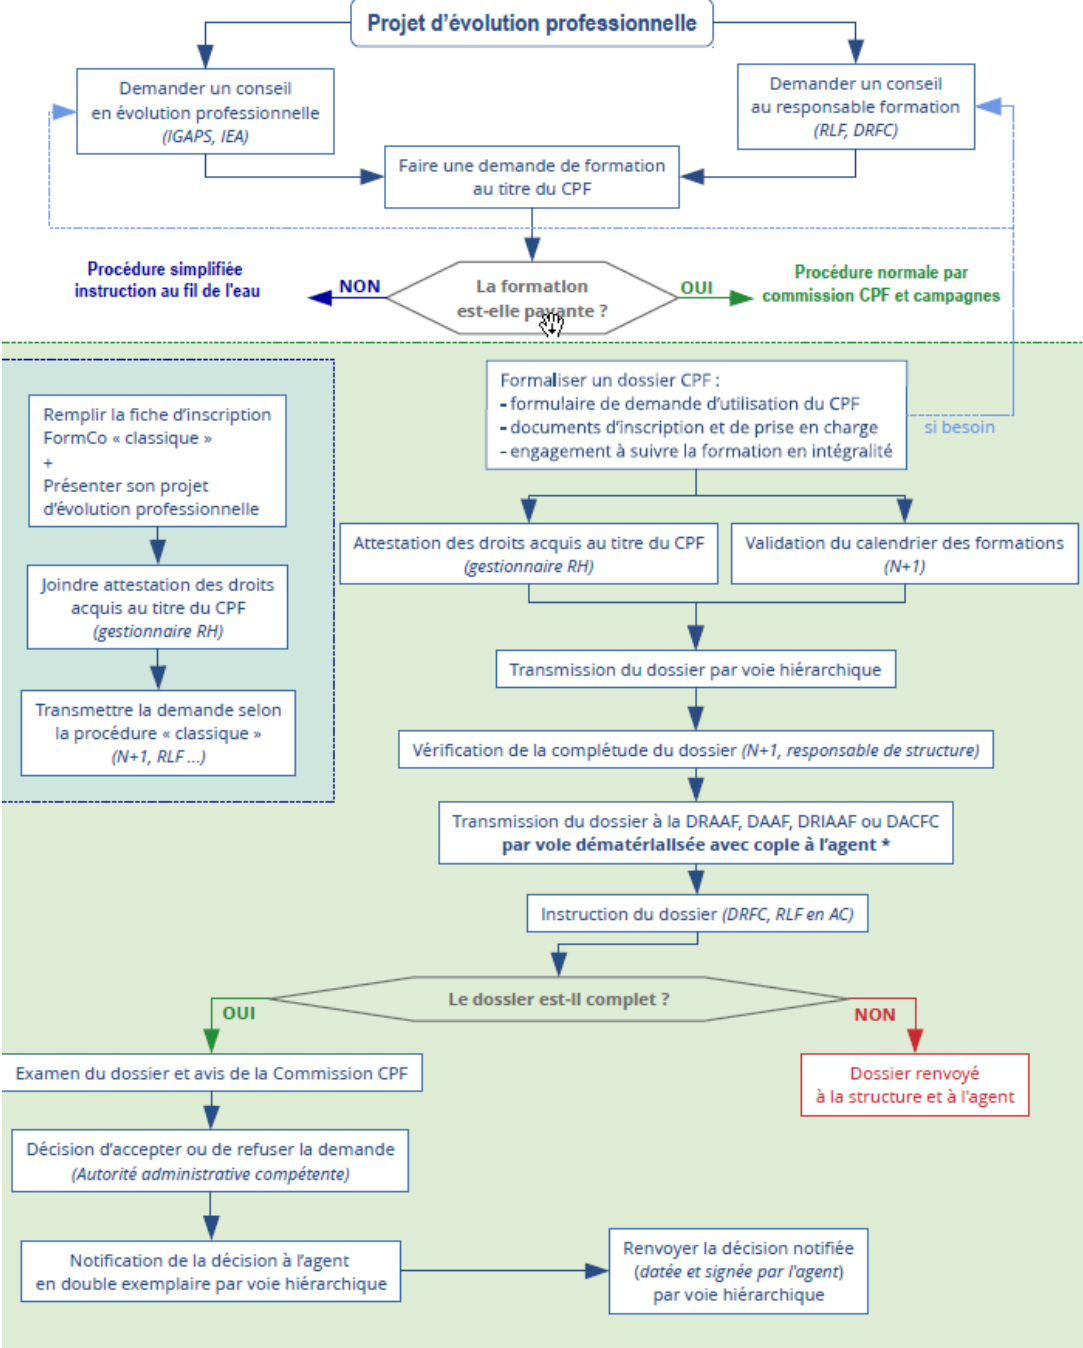 Projet d’évolution professionnelle
Demander un conseil
en évolution professionnelle
(IGAPS, IEA)
Demander un conseil
au responsable formation
(RLF, DRFC)
Faire une demande de formation
au titre du CPF
Procédure simplifiée
instruction au fil de l'eau
NON
La formation
est-elle payante ?
OUI
Procédure normale par
commission CPF et campagnes
Remplir la fiche d’inscription
FormCo « classique »
+
Présenter son projet
d’évolution professionnelle
Joindre attestation des droits
acquis au titre du CPF
(gestionnaire RH)
Transmettre la demande selon
la procédure « classique »
(N+1, RLF ...)
Formaliser un dossier CPF :
- formulaire de demande d’utilisation du CPF
- documents d’inscription et de prise en charge
- engagement à suivre la formation en intégralité
si besoin
Attestation des droits acquis au titre du CPF
(gestionnaire RH)
Validation du calendrier des formations
(N+1)
Transmission du dossier par voie hiérarchique
Vérification de la complétude du dossier (N+1, responsable de structure)
Transmission du dossier à la DRAAF, DAAF, DRIAAF ou DACFC
par voie dématérialisée avec copie à l’agent *
Instruction du dossier (DRFC, RLF en AC)
Le dossier est-il complet ?
OUI
NON
Examen du dossier et avis de la Commission CPF
Dossier renvoyé
à la structure et à l'agent
Décision d’accepter ou de refuser la demande
(Autorité administrative compétente)
Notification de la décision à l’agent
en double exemplaire par voie hiérarchique
Renvoyer la décision notifiée
(datée et signée par l'agent)
par voie hiérarchique